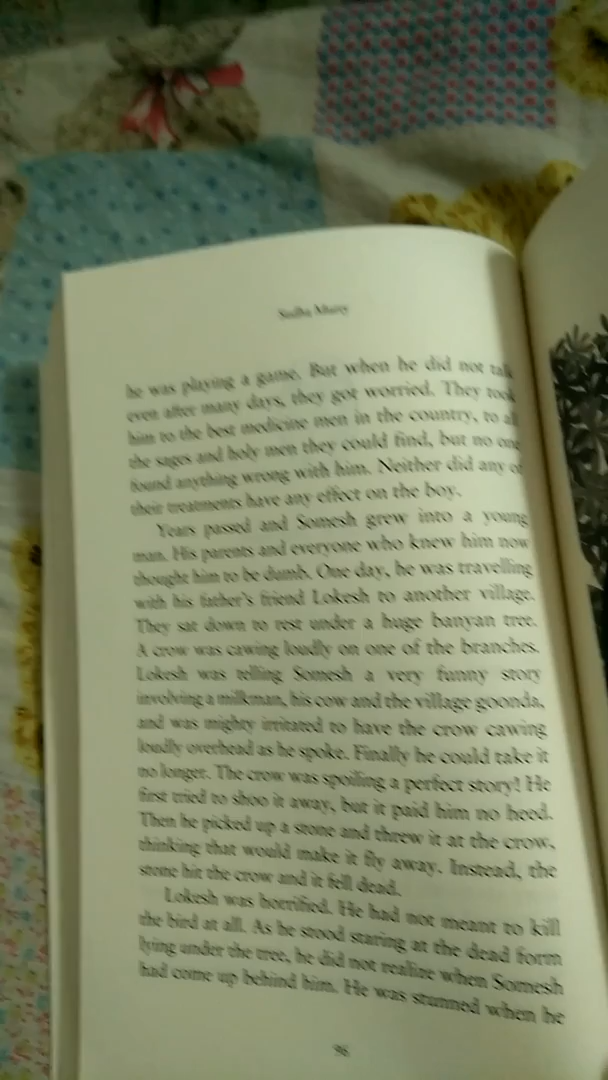 Sudha Murty
he was playing a game. But when he did not talk
even after many days, they got worried. They took
him to the best medicine men in the country, to all
the sages and holy men they could find, but no one
found anything wrong with him. Neither did any of
their treatments have any effect on the boy.
Years passed and Somesh grew into a young
man. His parents and everyone who knew him now
thought him to be dumb. One day, he was travelling
with his father's friend Lokesh to another village.
They sat down to rest under a huge banyan tree.
A crow was cawing loudly on one of the branches.
Lokesh was telling Somesh a very funny story
involving a milkman, his cow and the village goonda,
and was mighty irritated to have the crow cawing
loudly overhead as he spoke. Finally he could take it
no longer. The crow was spoiling a perfect story! He
first tried to shoo it away, but it paid him no heed.
Then he picked up a stone and threw it at the crow,
thinking that would make it fly away. Instead, the
stone hit the crow and it fell dead.
Lokesh was horrified. He had not meant to kill
the bird at all. As he stood staring at the dead form
lying under the tree, he did not realize when Somesh
had come up behind him. He was stunned when he
96